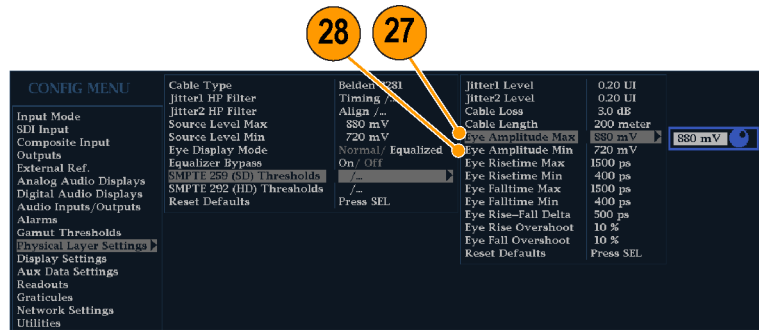 28 27
CONFIG MENU
Input Mode
SDI Input
Composite Input
Outputs
External Ref.
Analog Audio Displays
Digital Audio Displays
Audio Inputs/Outputs
Alarms
Gamut Thresholds
Physical Layer Settings
Display Settings
Aux Data Settings
Readouts
Graticules
Network Settings
Utilities
Cable Type Belden 8281
Jitter1 HP Filter Timing /...
Jitter2 HP Filter Align /...
Source Level Max 880 mV
Source Level Min 720 mV
Eye Display Mode Normal/ Equalized
Equalizer Bypass On/ Off
SMPTE 259 (SD) Thresholds /...
SMPTE 292 (HD) Thresholds /...
Reset Defaults Press SEL
Jitter1 Level 0.20 UI
Jitter2 Level 0.20 UI
Cable Loss 3.0 dB
Cable Length 200 meter
Eye Amplitude Max 880 mV
Eye Amplitude Min 720 mV
Eye Risetime Max 1500 ps
Eye Risetime Min 400 ps
Eye Falltime Max 1500 ps
Eye Falltime Min 400 ps
Eye Rise-Fall Delta 500 ps
Eye Rise Overshoot 10 %
Eye Fall Overshoot 10 %
Reset Defaults Press SEL
880 mV